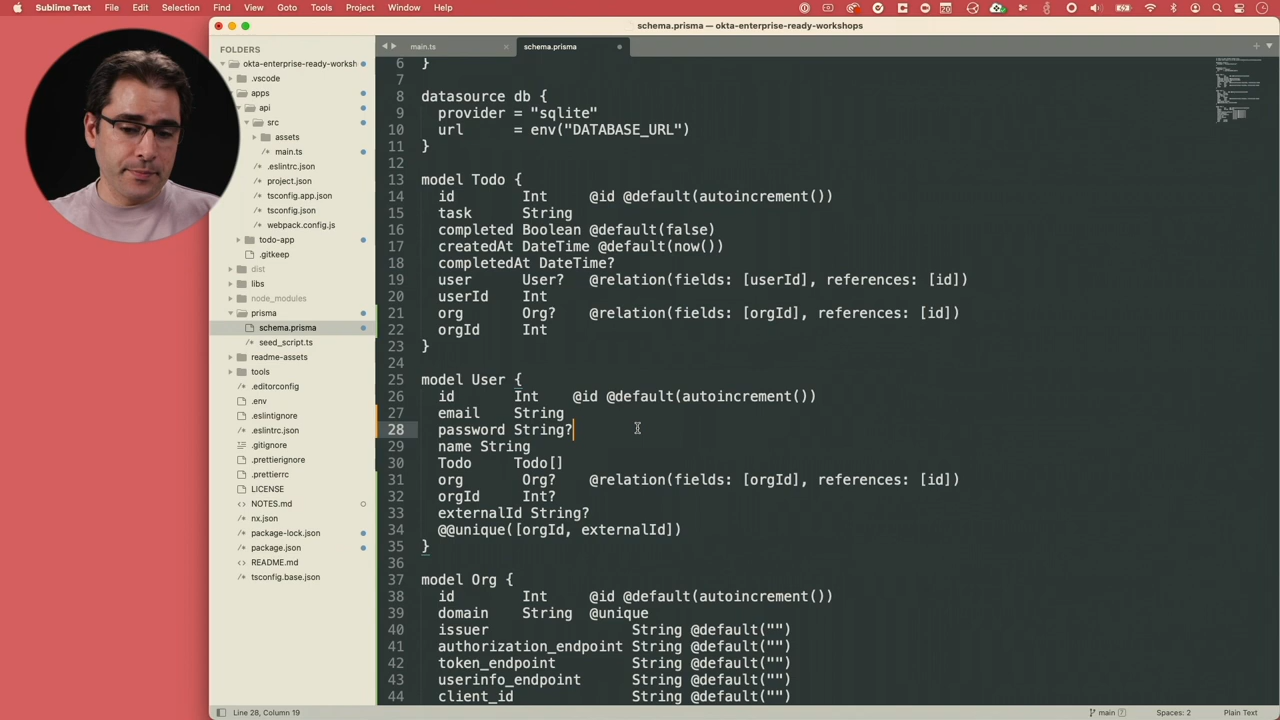 Sublime Text File Edit Selection Find View Goto Tools Project Window Help
schema.prisma — okta-enterprise-ready-workshops
FOLDERS
okta-enterprise-ready-worksh
.vscode
apps
api
src
assets
main.ts
.eslintrc.json
project.json
tsconfig.app.json
tsconfig.json
webpack.config.js
todo-app
.gitkeep
dist
libs
node_modules
prisma
schema.prisma
seed_script.ts
readme-assets
tools
.editorconfig
.env
.eslintignore
.eslintrc.json
.gitignore
.prettierignore
.prettierrc
LICENSE
NOTES.md
nx.json
package-lock.json
package.json
README.md
tsconfig.base.json
main.ts
schema.prisma
6 }
7
8 datasource db {
9 provider = "sqlite"
10 url = env("DATABASE_URL")
11 }
12
13 model Todo {
14 id Int @id @default(autoincrement())
15 task String
16 completed Boolean @default(false)
17 createdAt DateTime @default(now())
18 completedAt DateTime?
19 user User? @relation(fields: [userId], references: [id])
20 userId Int
21 org Org? @relation(fields: [orgId], references: [id])
22 orgId Int
23 }
24
25 model User {
26 id Int @id @default(autoincrement())
27 email String
28 password String?
29 name String
30 Todo Todo[]
31 org Org? @relation(fields: [orgId], references: [id])
32 orgId Int?
33 externalId String?
34 @@unique([orgId, externalId])
35 }
36
37 model Org {
38 id Int @id @default(autoincrement())
39 domain String @unique
40 issuer String @default("")
41 authorization_endpoint String @default("")
42 token_endpoint String @default("")
43 userinfo_endpoint String @default("")
44 client_id String @default("")
Line 28, Column 19
main 7
Spaces: 2
Plain Text